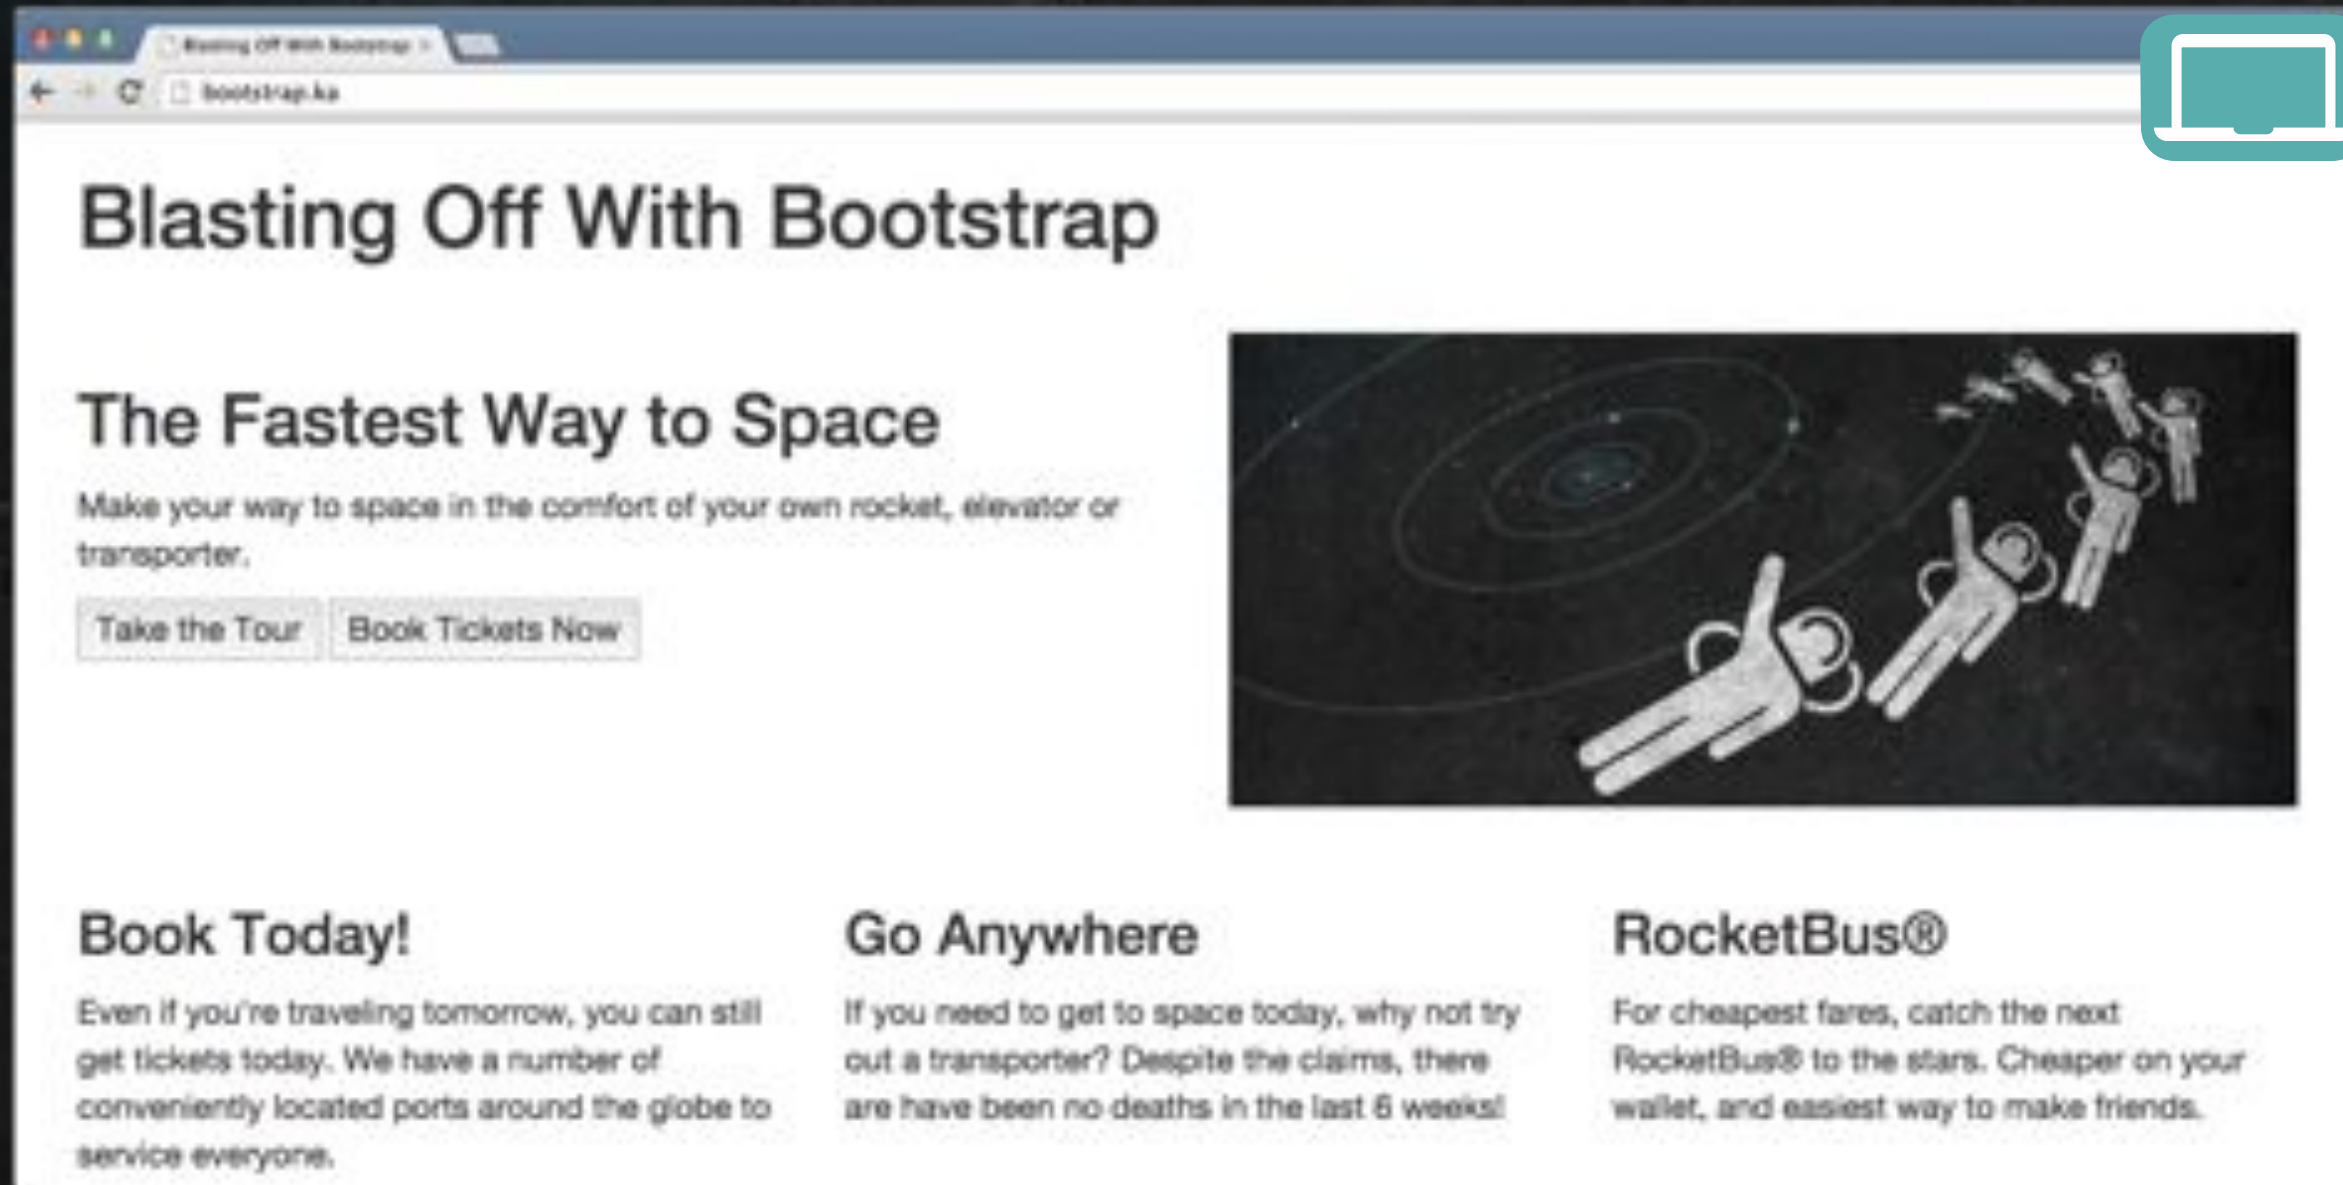 Blasting Off With Bootstrap
bootstrap.ka
Blasting Off With Bootstrap
The Fastest Way to Space
Make your way to space in the comfort of your own rocket, elevator or
transporter.
Take the Tour
Book Tickets Now
Book Today!
Even if you're traveling tomorrow, you can still
get tickets today. We have a number of
conveniently located ports around the globe to
service everyone.
Go Anywhere
If you need to get to space today, why not try
out a transporter? Despite the claims, there
are have been no deaths in the last 6 weeks!
RocketBus®
For cheapest fares, catch the next
RocketBus® to the stars. Cheaper on your
wallet, and easiest way to make friends.